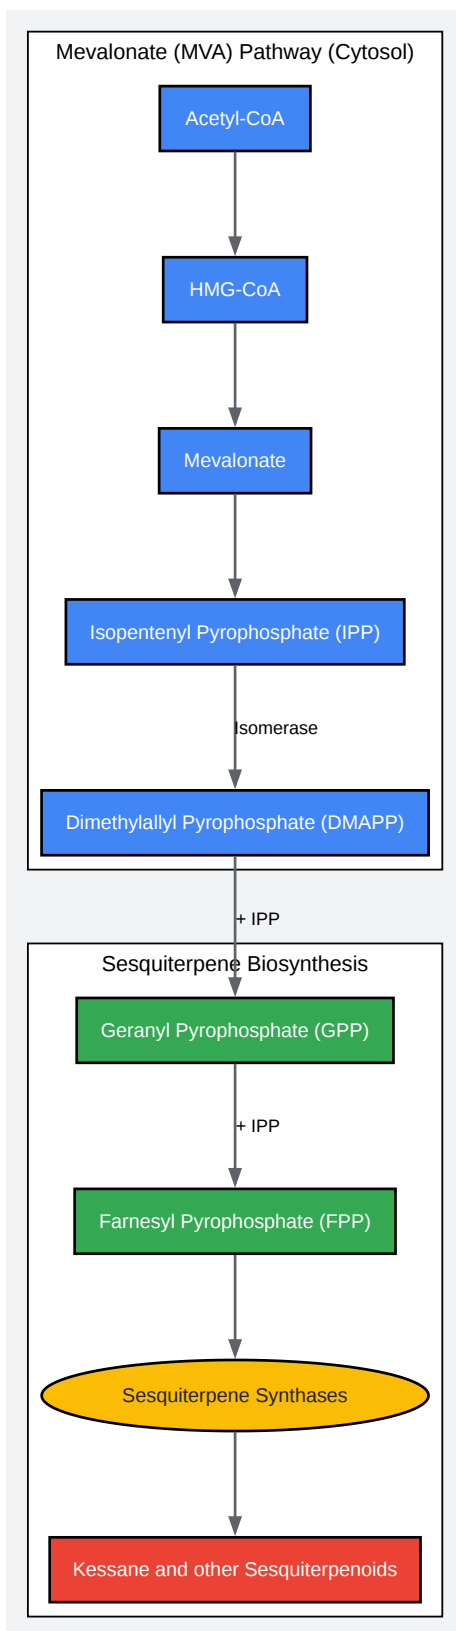 Mevalonate (MVA) Pathway (Cytosol)
Acetyl-CoA
HMG-CoA
Mevalonate
Isopentenyl Pyrophosphate (IPP)
Isomerase
Dimethylallyl Pyrophosphate (DMAPP)
+ IPP
Sesquiterpene Biosynthesis
Geranyl Pyrophosphate (GPP)
+ IPP
Farnesyl Pyrophosphate (FPP)
Sesquiterpene Synthases
Kessane and other Sesquiterpenoids